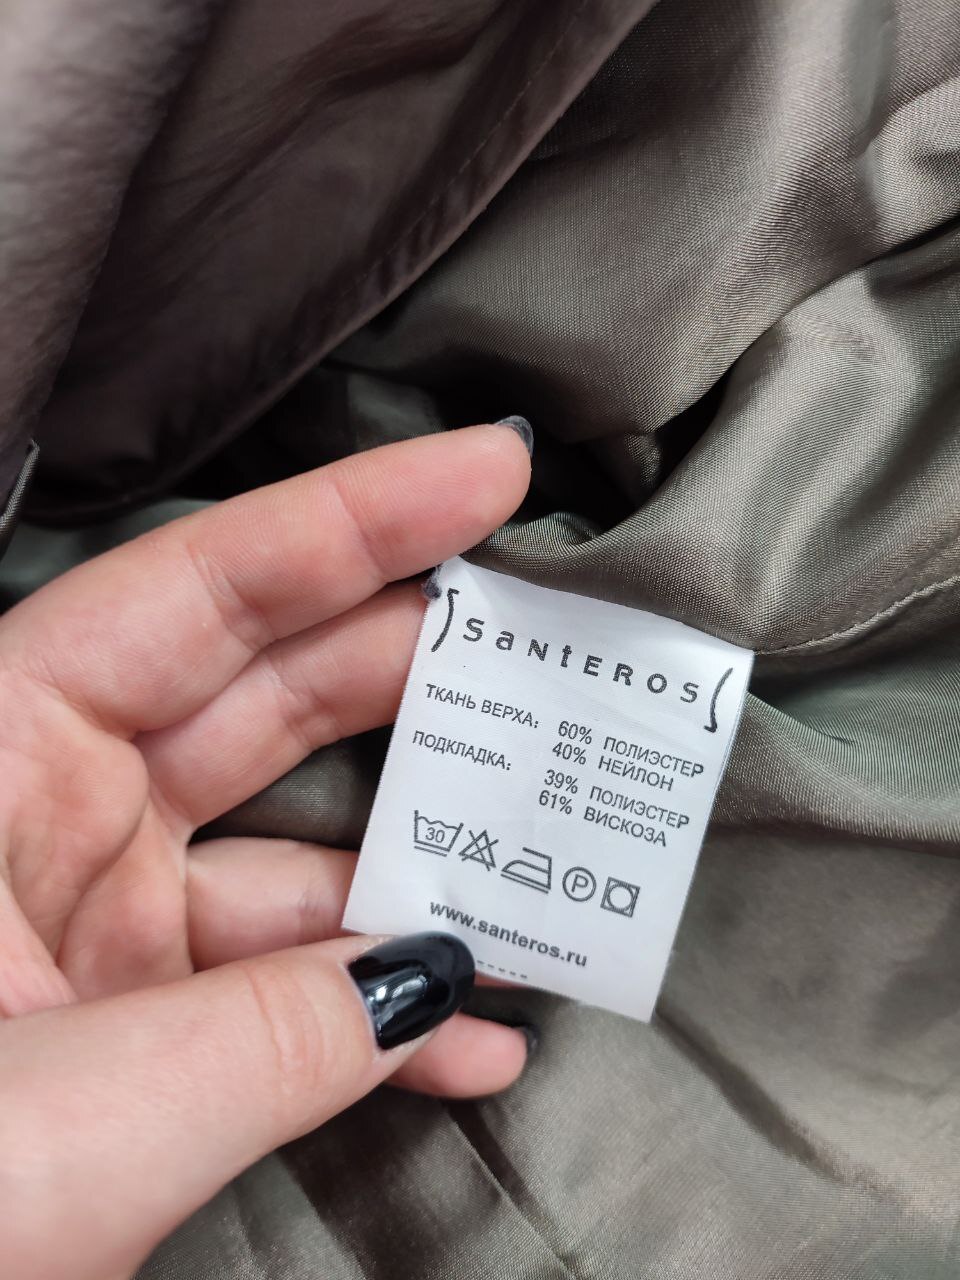 SaNtEROS
ТКАНЬ ВЕРХА: 60% ПОЛИЭСТЕР
40% НЕЙЛОН
ПОДКЛАДКА: 39% ПОЛИЭСТЕР
61% ВИСКОЗА
30 P
www.santeros.ru